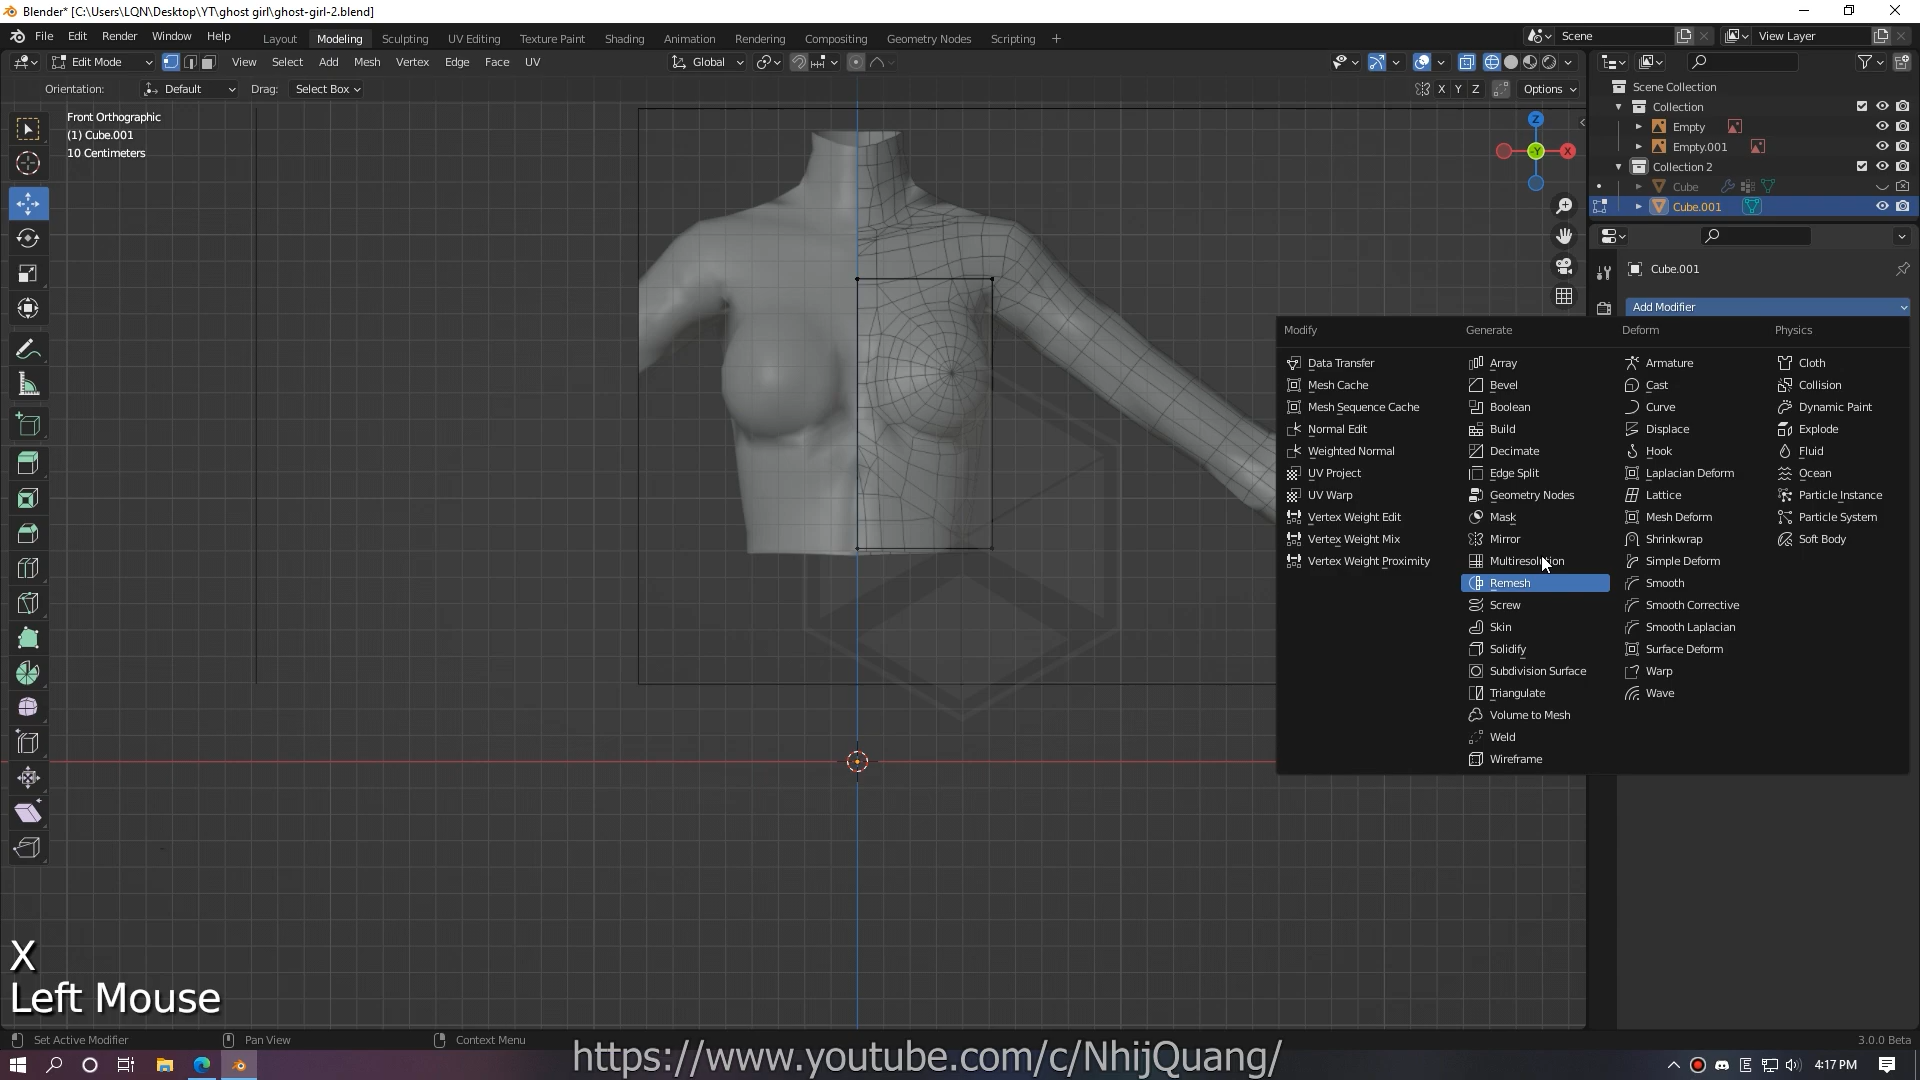 Blender* [C:\Users\LQN\Desktop\YT\ghost girl\ghost-girl-2.blend]
File Edit Render Window Help Layout Modeling Sculpting UV Editing Texture Paint Shading Animation Rendering Compositing Geometry Nodes Scripting + Scene View Layer
Edit Mode View Select Add Mesh Vertex Edge Face UV Global
Orientation: Default Drag: Select Box X Y Z Options
Scene Collection
Collection
Empty
Empty.001
Collection 2
Cube
Cube.001
Front Orthographic
(1) Cube.001
10 Centimeters
Z
-Y
X
Cube.001
Add Modifier
Modify Generate Deform Physics
Data Transfer Array Armature Cloth
Mesh Cache Bevel Cast Collision
Mesh Sequence Cache Boolean Curve Dynamic Paint
Normal Edit Build Displace Explode
Weighted Normal Decimate Hook Fluid
UV Project Edge Split Laplacian Deform Ocean
UV Warp Geometry Nodes Lattice Particle Instance
Vertex Weight Edit Mask Mesh Deform Particle System
Vertex Weight Mix Mirror Shrinkwrap Soft Body
Vertex Weight Proximity Multiresolution Simple Deform
Remesh Smooth
Screw Smooth Corrective
Skin Smooth Laplacian
Solidify Surface Deform
Subdivision Surface Warp
Triangulate Wave
Volume to Mesh
Weld
Wireframe
X
Left Mouse
Set Active Modifier Pan View Context Menu 3.0.0 Beta
https://www.youtube.com/c/NhijQuang/
4:17 PM